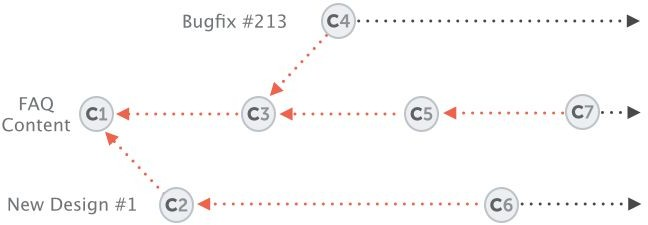 Bugfix #213
C4
FAQ
Content
C1
C3
C5
C7
New Design #1
C2
C6